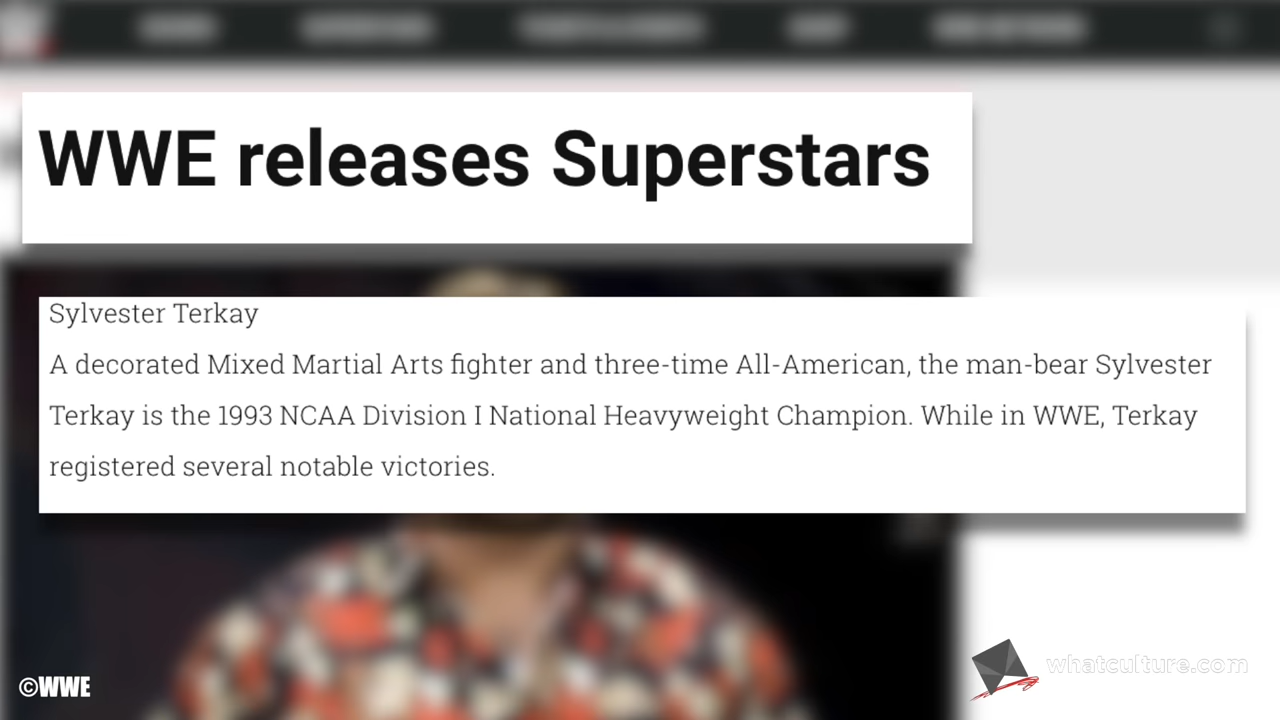 WWE releases Superstars
Sylvester Terkay
A decorated Mixed Martial Arts fighter and three-time All-American, the man-bear Sylvester
Terkay is the 1993 NCAA Division I National Heavyweight Champion. While in WWE, Terkay
registered several notable victories.
©WWE
whatculture.com